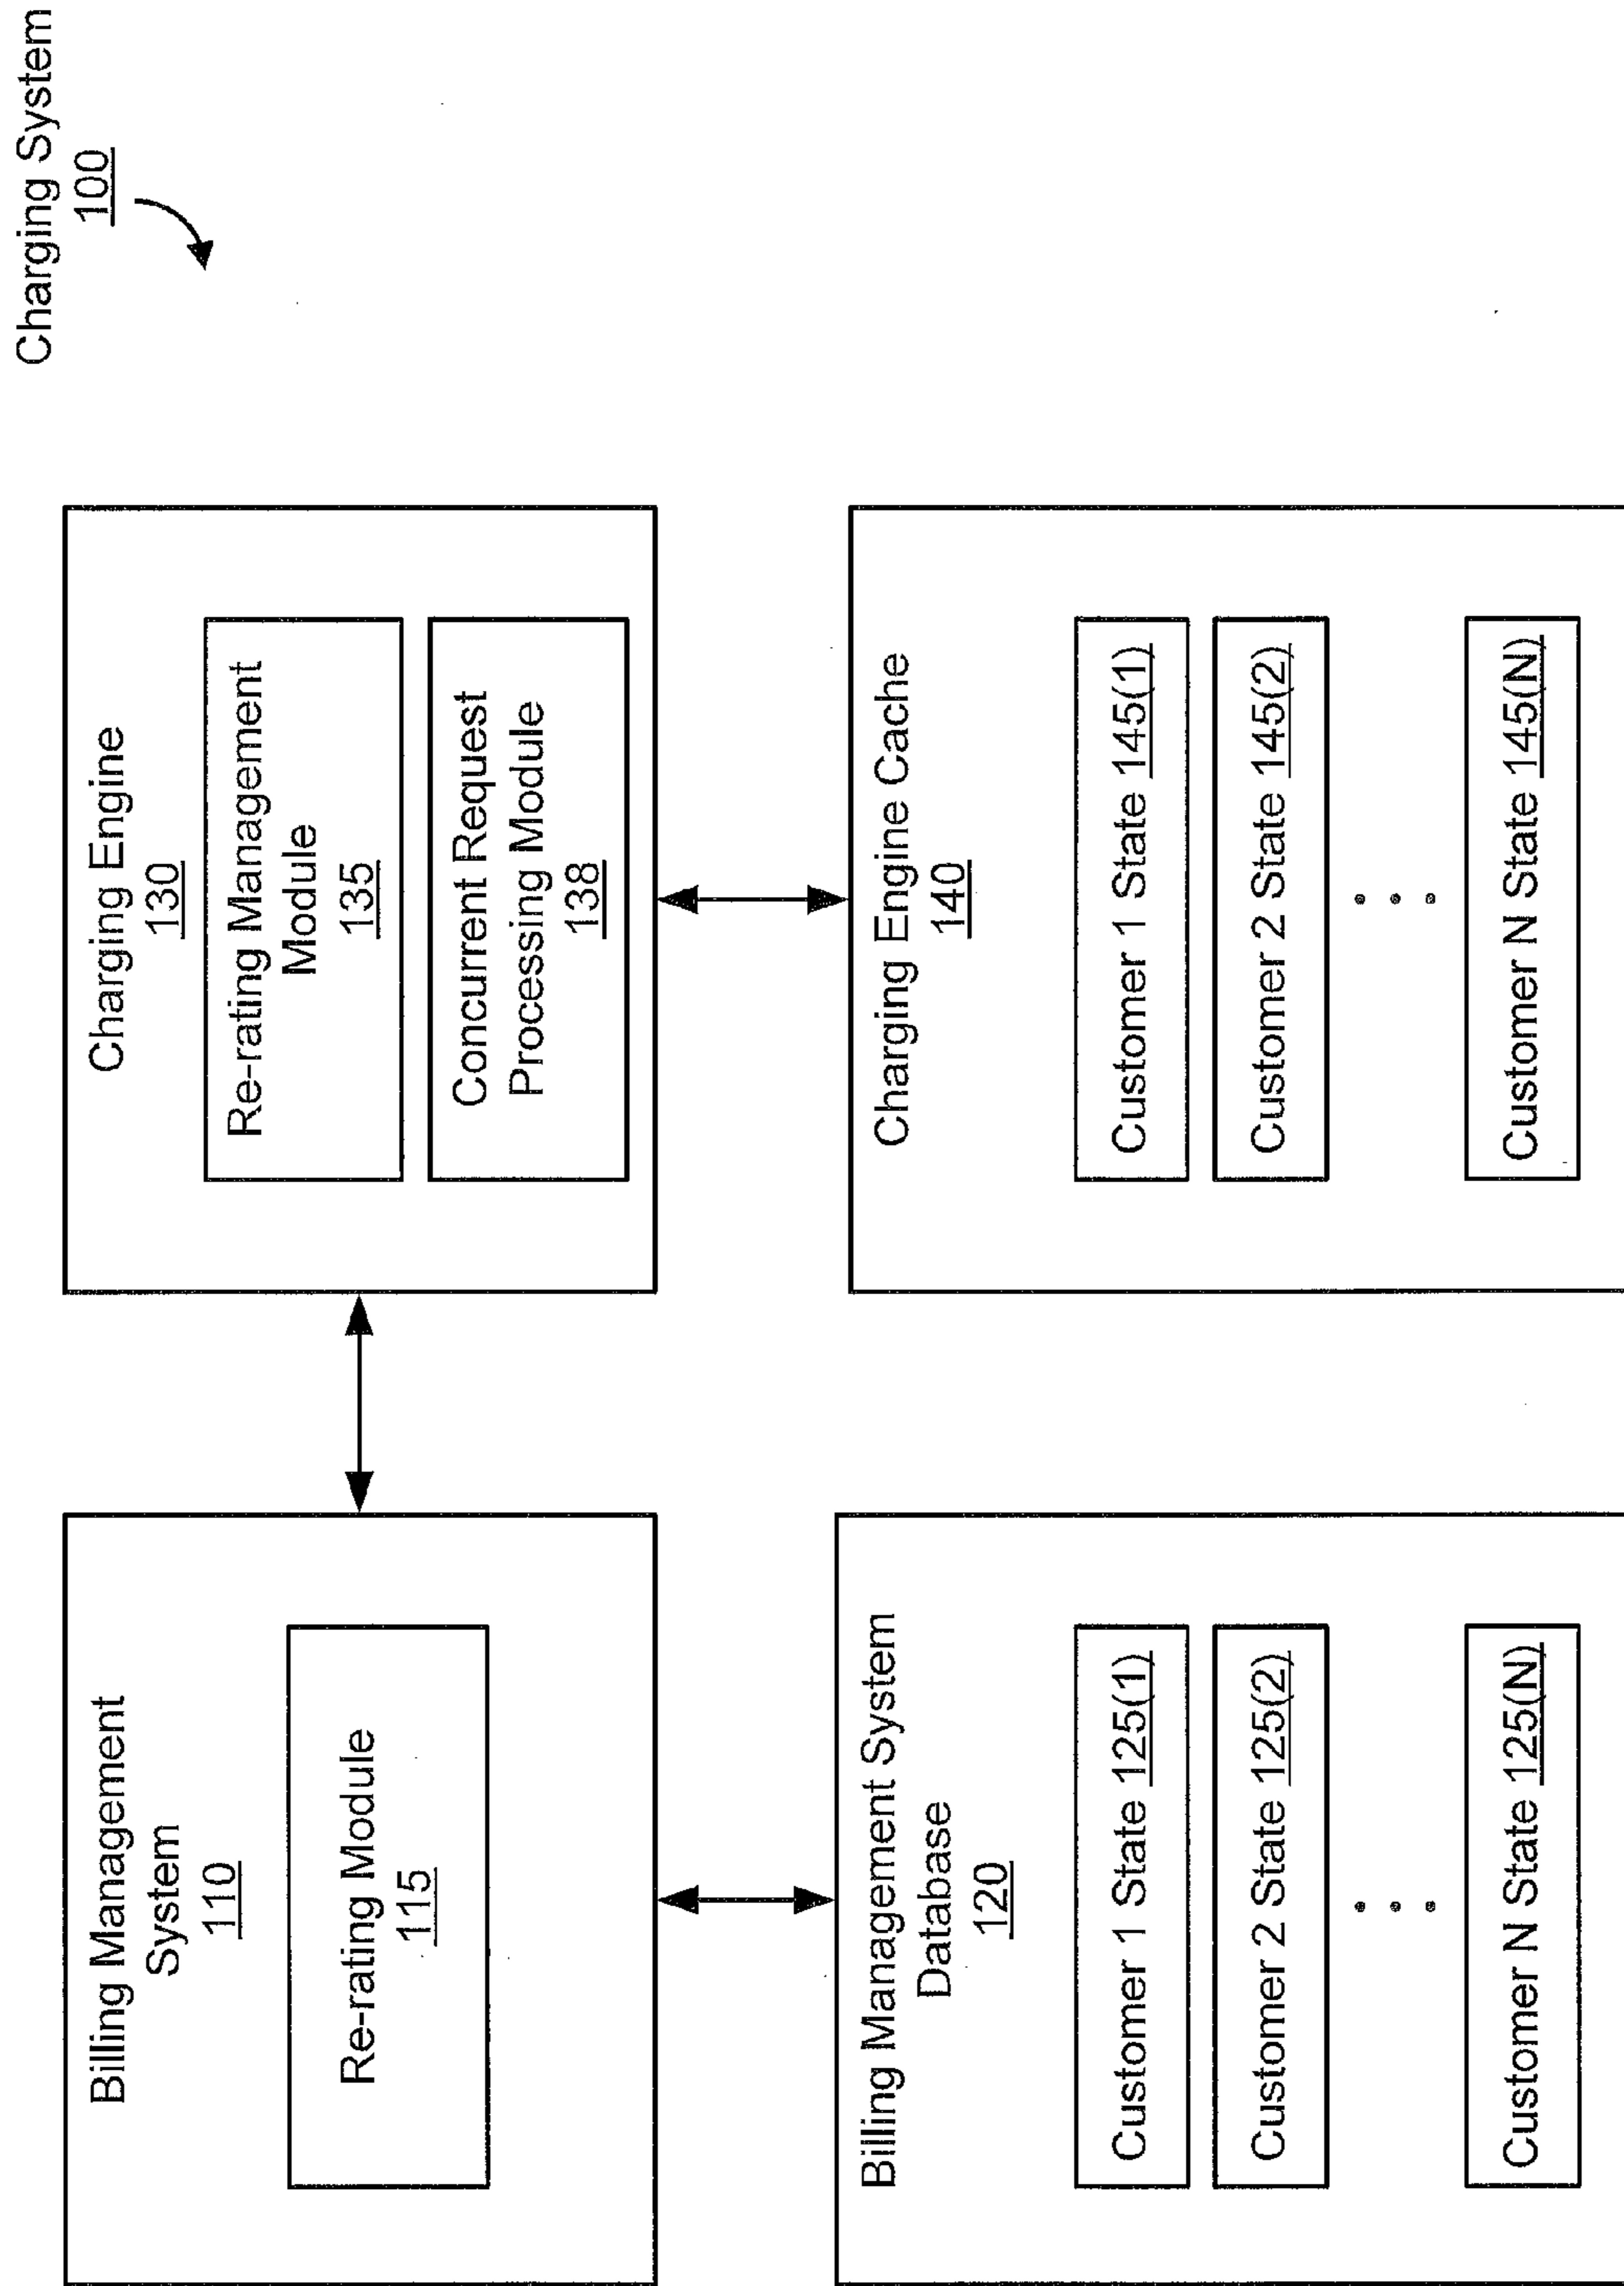 Charging System
100
Billing Management
System
110
Re-rating Module
115
Charging Engine
130
Re-rating Management
Module
135
Concurrent Request
Processing Module
138
Billing Management System
Database
120
Customer 1 State 125(1)
Customer 2 State 125(2)
Customer N State 125(N)
Charging Engine Cache
140
Customer 1 State 145(1)
Customer 2 State 145(2)
Customer N State 145(N)